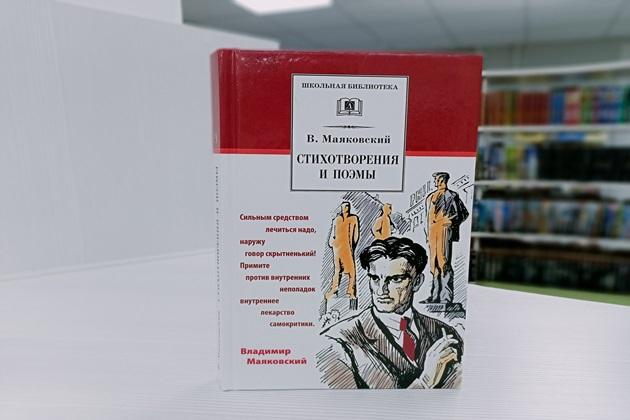 ШКОЛЬНАЯ БИБЛИОТЕКА
В. Маяковский
СТИХОТВОРЕНИЯ
И ПОЭМЫ
Сильным средством
лечиться надо,
наружу
говор скрытненький!
Примите
против внутренних
неполадок
внутреннее
лекарство
самокритики.
Владимир
Маяковский